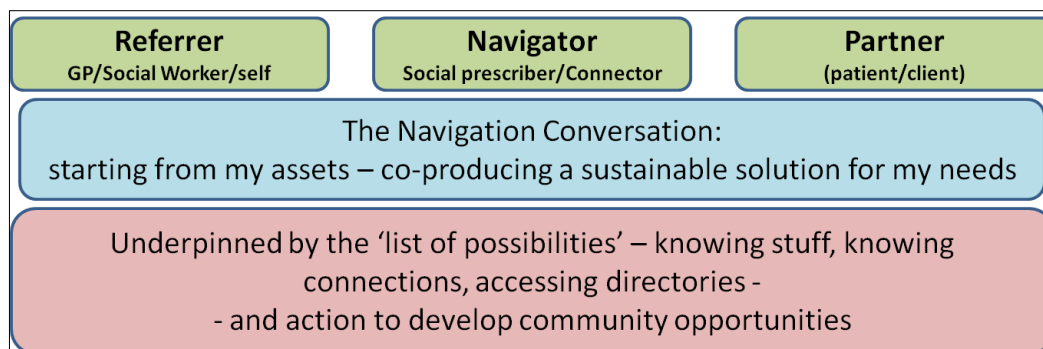 Referrer
GP/Social Worker/self
Navigator
Social prescriber/Connector
Partner
(patient/client)
The Navigation Conversation:
starting from my assets – co-producing a sustainable solution for my needs
Underpinned by the ‘list of possibilities’ – knowing stuff, knowing
connections, accessing directories -
- and action to develop community opportunities